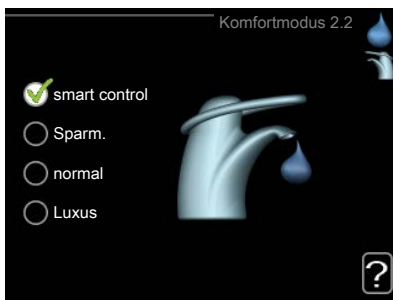 Komfortmodus 2.2
smart control
Sparm.
normal
Luxus
?